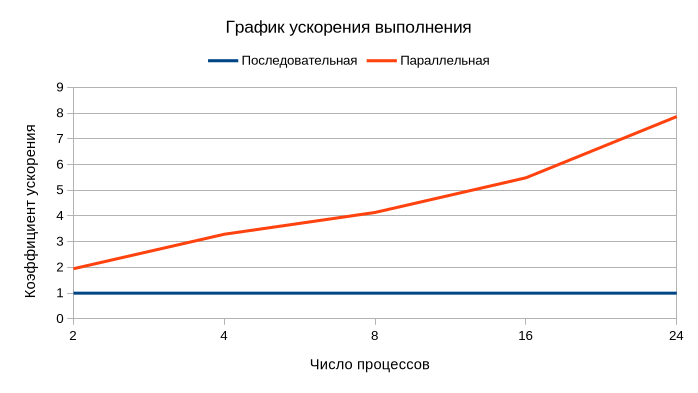 График ускорения выполнения
Последовательная Параллельная
9
8
7
6
5
4
3
2
1
0
Коэффициент ускорения
2 4 8 16 24
Число процессов